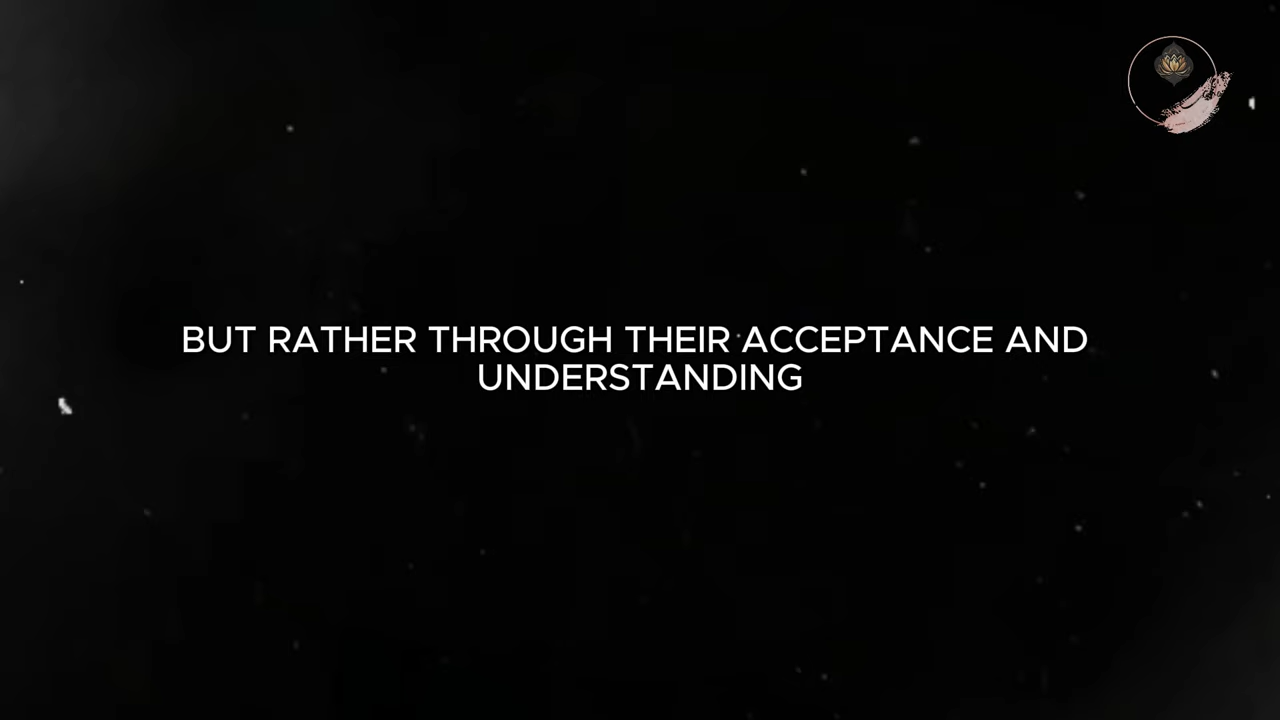 BUT RATHER THROUGH THEIR ACCEPTANCE AND
UNDERSTANDING